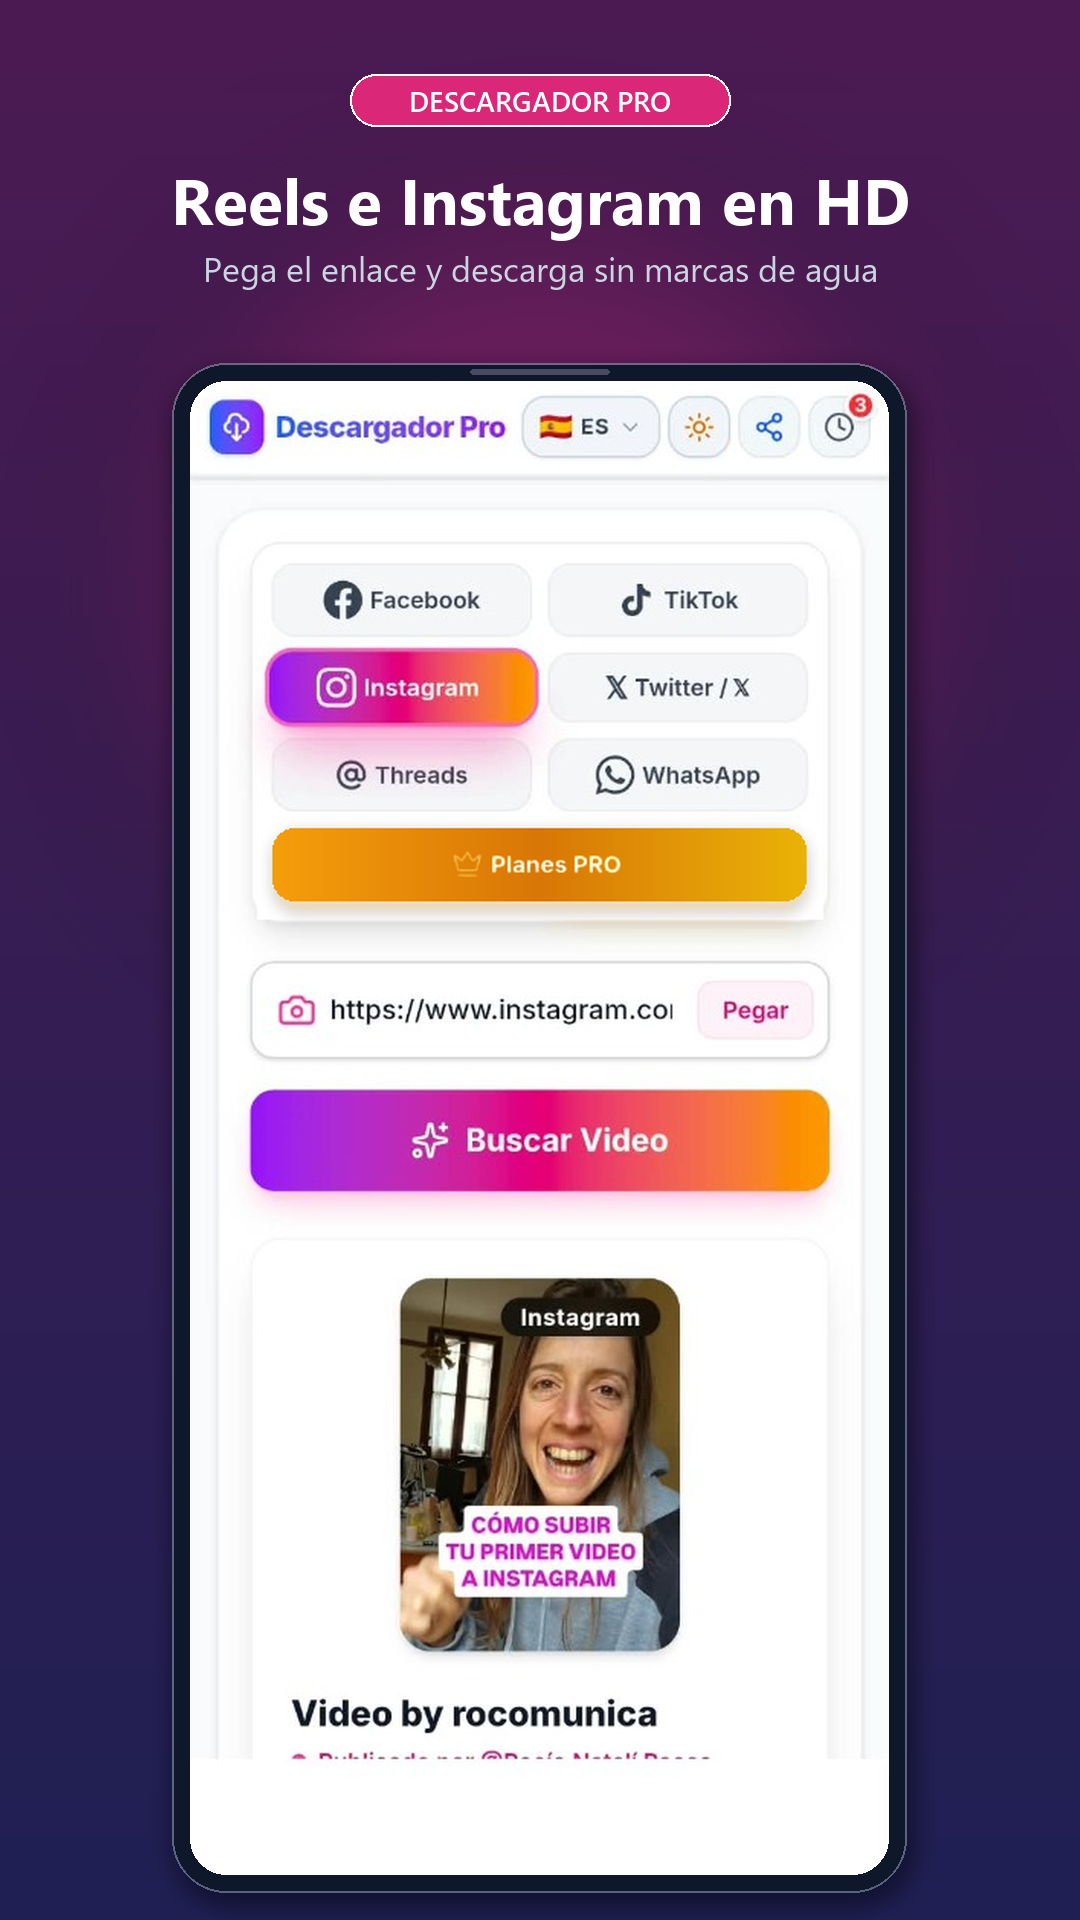 DESCARGADOR PRO
Reels e Instagram en HD
Pega el enlace y descarga sin marcas de agua
Descargador Pro
ES
3
Facebook
TikTok
Instagram
𝕏 Twitter / 𝕏
@ Threads
WhatsApp
Planes PRO
https://www.instagram.co
Pegar
Buscar Video
Instagram
CÓMO SUBIR
TU PRIMER VIDEO
A INSTAGRAM
Video by rocomunica